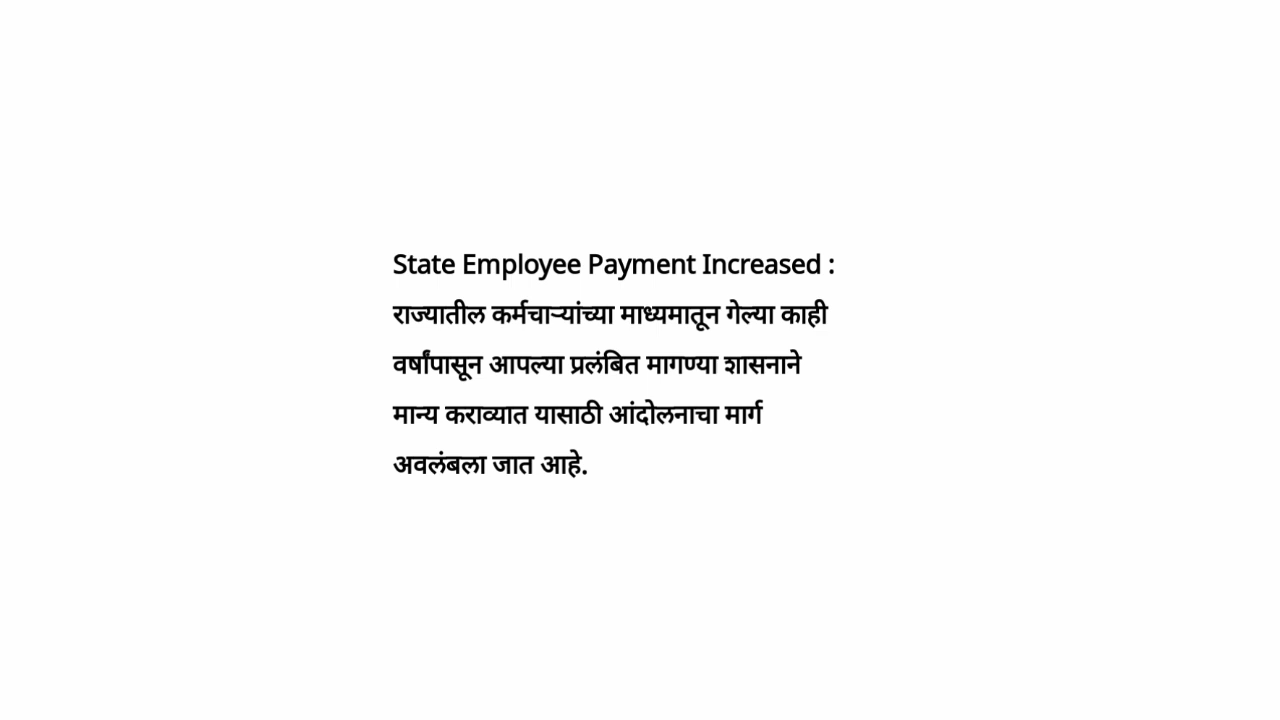 State Employee Payment Increased :
राज्यातील कर्मचाऱ्यांच्या माध्यमातून गेल्या काही
वर्षांपासून आपल्या प्रलंबित मागण्या शासनाने
मान्य कराव्यात यासाठी आंदोलनाचा मार्ग
अवलंबला जात आहे.